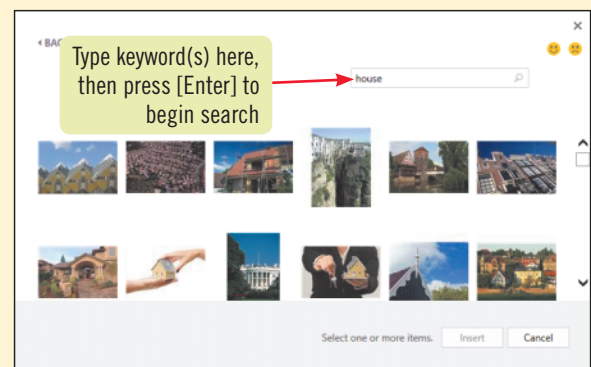 BAC
Type keyword(s) here,
then press [Enter] to
begin search
house
Select one or more items.
Insert
Cancel